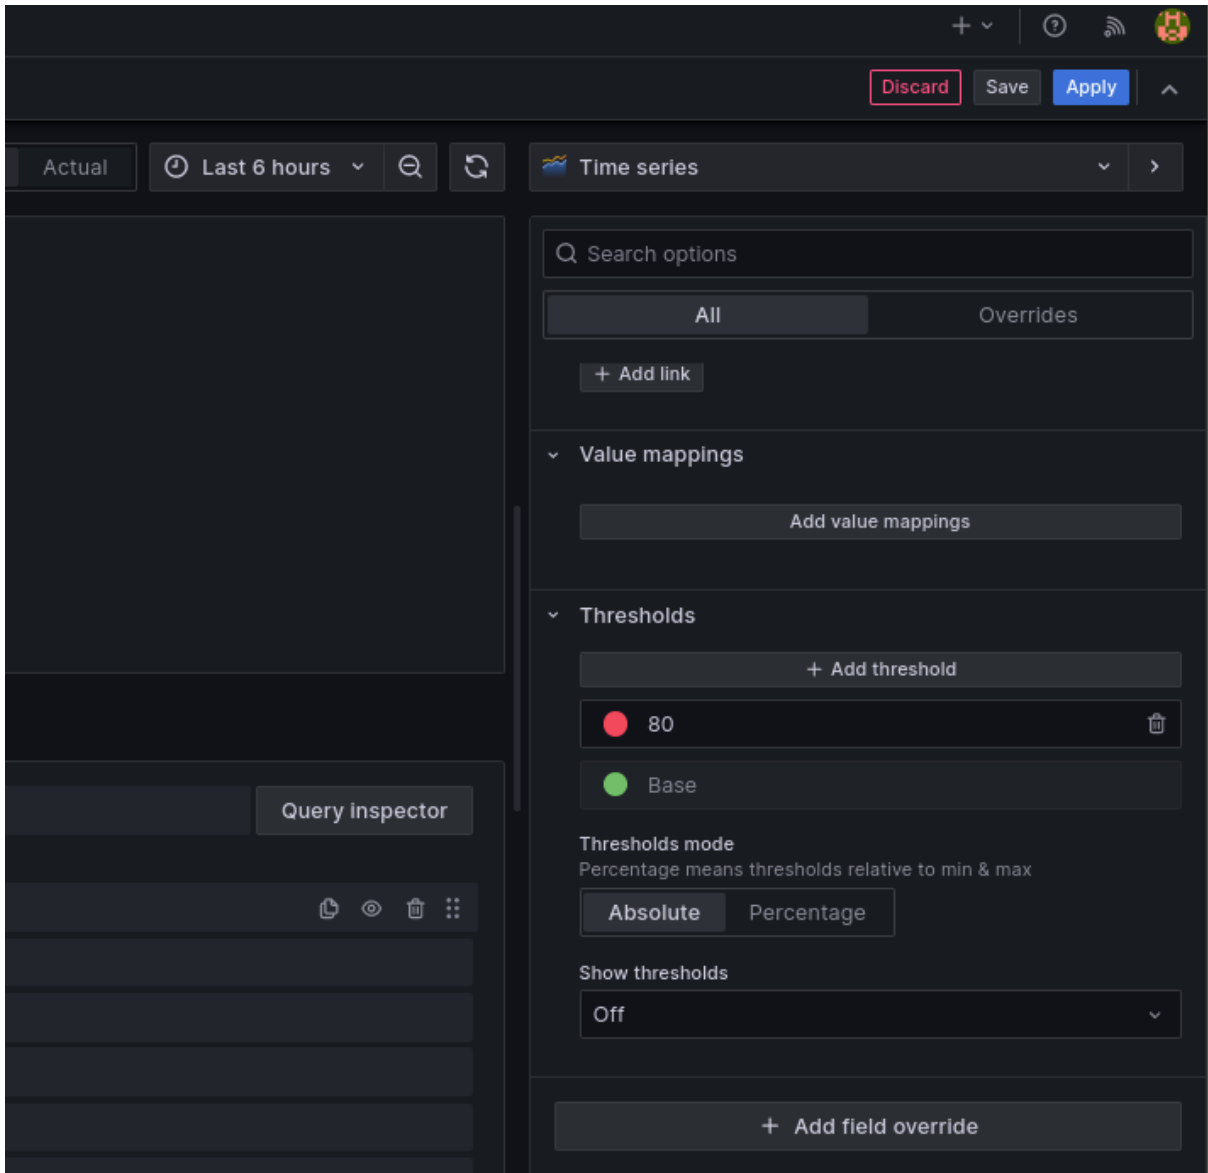 Discard
Save
Apply
Actual
Last 6 hours
Time series
Search options
All
Overrides
+ Add link
Value mappings
Add value mappings
Thresholds
+ Add threshold
80
Base
Query inspector
Thresholds mode
Percentage means thresholds relative to min & max
Absolute
Percentage
Show thresholds
Off
+ Add field override